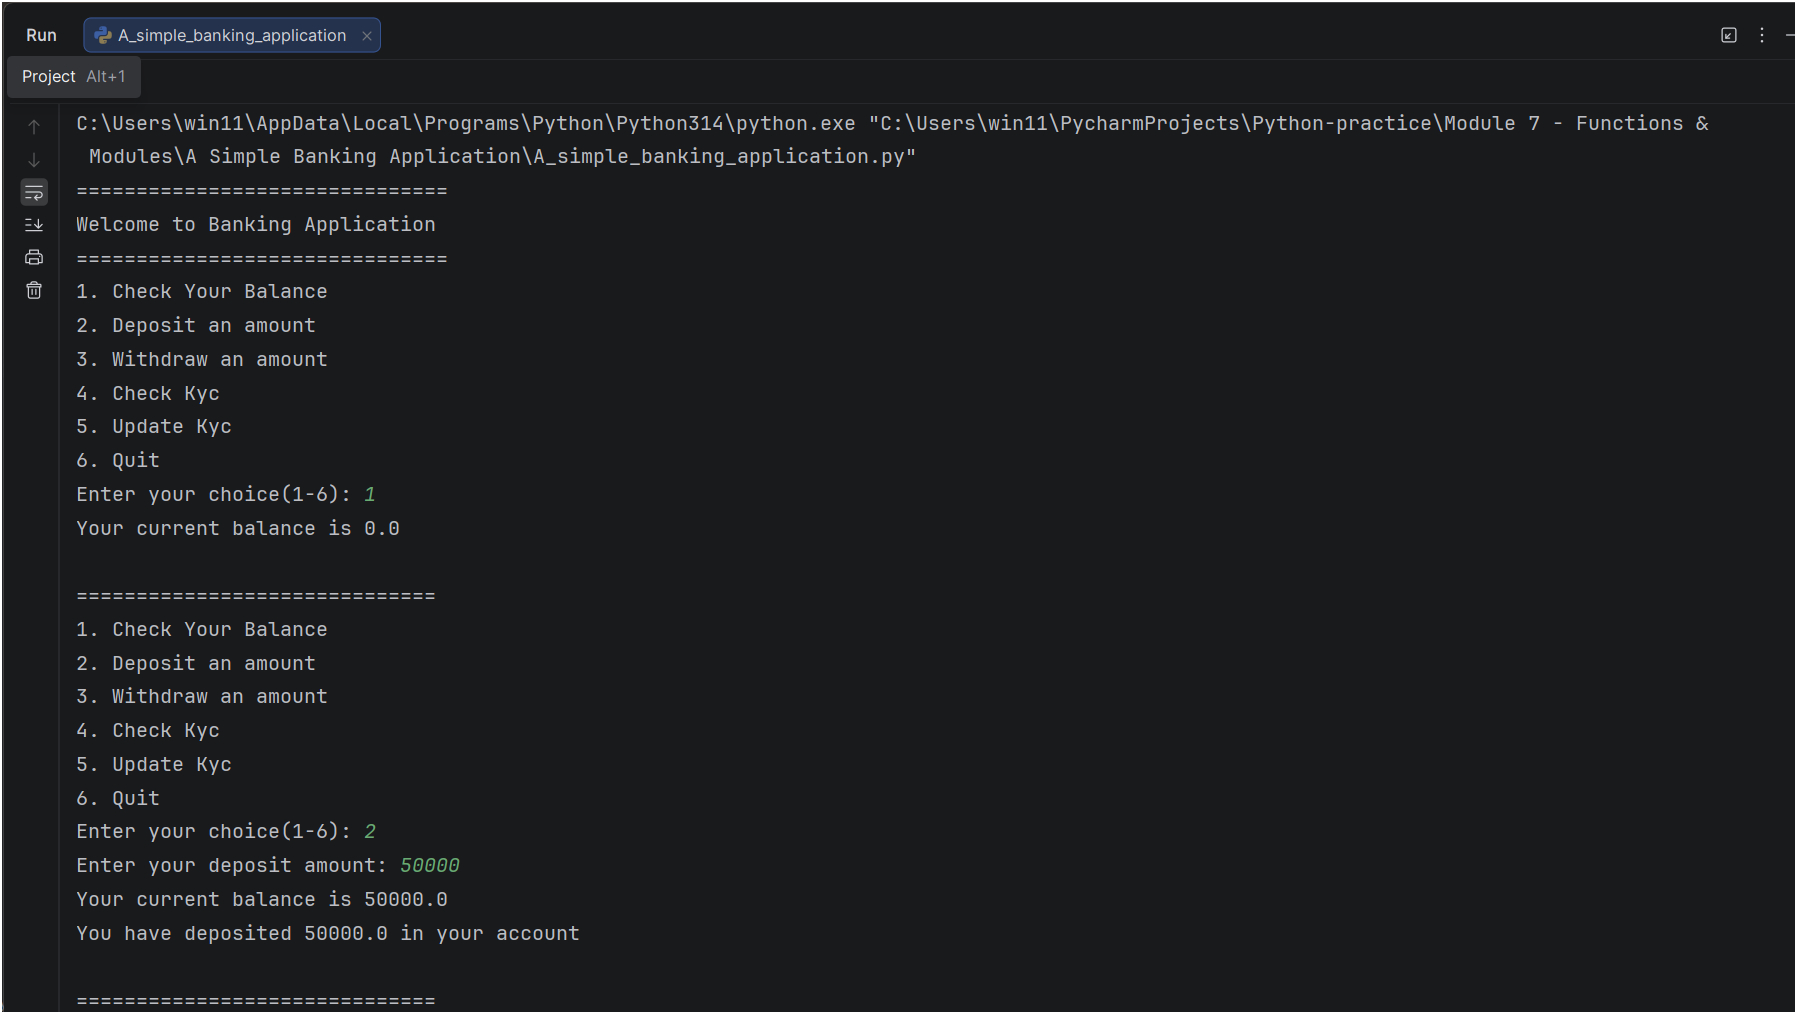 Run A_simple_banking_application
Project Alt+1
C:\Users\win11\AppData\Local\Programs\Python\Python314\python.exe "C:\Users\win11\PycharmProjects\Python-practice\Module 7 - Functions &
Modules\A Simple Banking Application\A_simple_banking_application.py"
===============================
Welcome to Banking Application
===============================
1. Check Your Balance
2. Deposit an amount
3. Withdraw an amount
4. Check Kyc
5. Update Kyc
6. Quit
Enter your choice(1-6): 1
Your current balance is 0.0
==============================
1. Check Your Balance
2. Deposit an amount
3. Withdraw an amount
4. Check Kyc
5. Update Kyc
6. Quit
Enter your choice(1-6): 2
Enter your deposit amount: 50000
Your current balance is 50000.0
You have deposited 50000.0 in your account
==============================